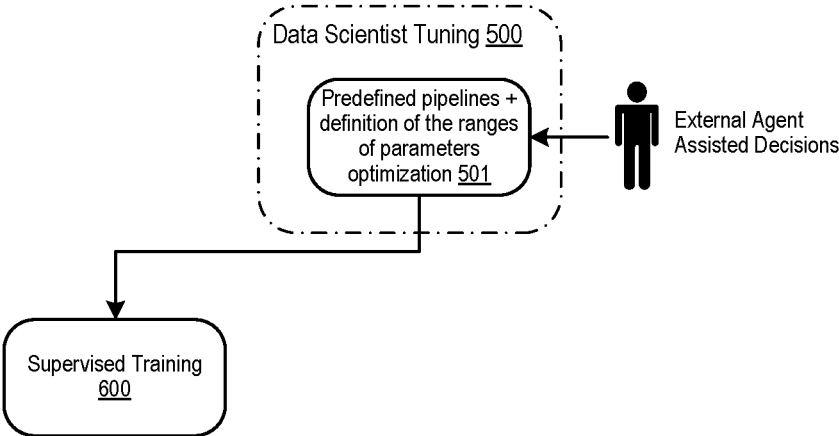 Data Scientist Tuning 500
Predefined pipelines +
definition of the ranges
of parameters
optimization 501
External Agent
Assisted Decisions
Supervised Training
600